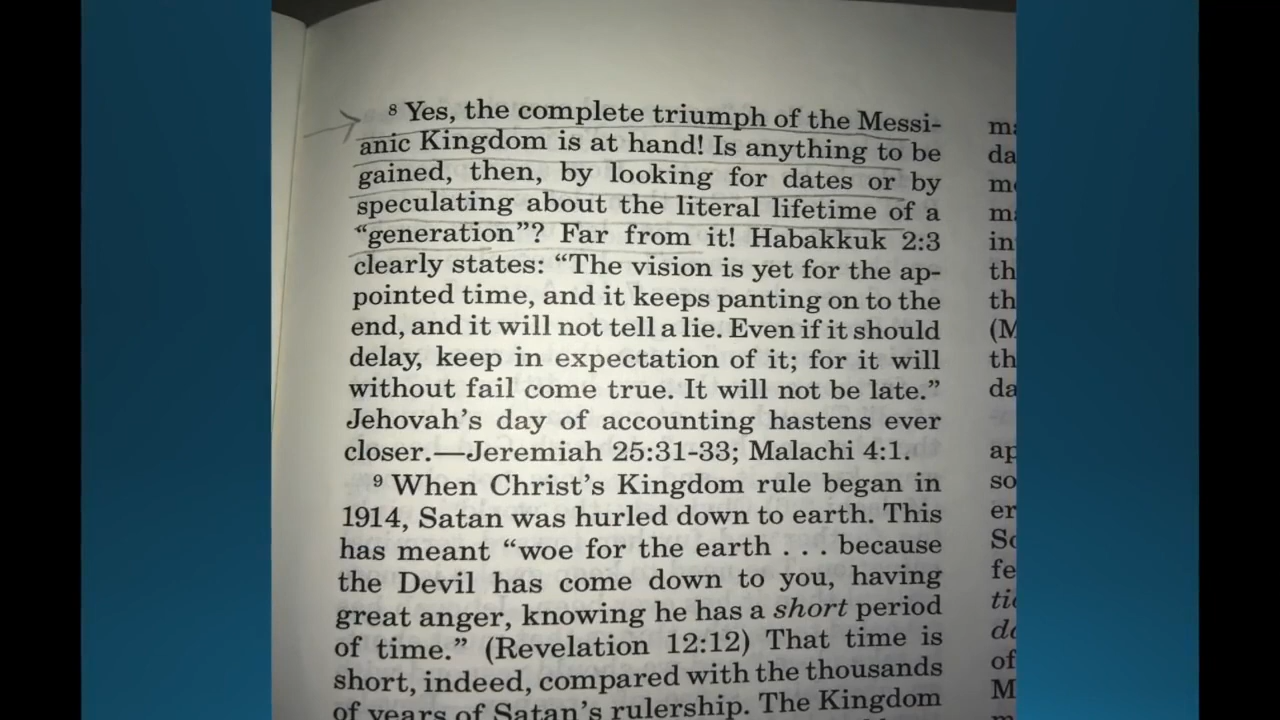 8 Yes, the complete triumph of the Messi-
anic Kingdom is at hand! Is anything to be
gained, then, by looking for dates or by
speculating about the literal lifetime of a
“generation”? Far from it! Habakkuk 2:3
clearly states: “The vision is yet for the ap-
pointed time, and it keeps panting on to the
end, and it will not tell a lie. Even if it should
delay, keep in expectation of it; for it will
without fail come true. It will not be late.”
Jehovah’s day of accounting hastens ever
closer.—Jeremiah 25:31-33; Malachi 4:1.
9 When Christ’s Kingdom rule began in
1914, Satan was hurled down to earth. This
has meant “woe for the earth . . . because
the Devil has come down to you, having
great anger, knowing he has a short period
of time.” (Revelation 12:12) That time is
short, indeed, compared with the thousands
of years of Satan’s rulership. The Kingdom